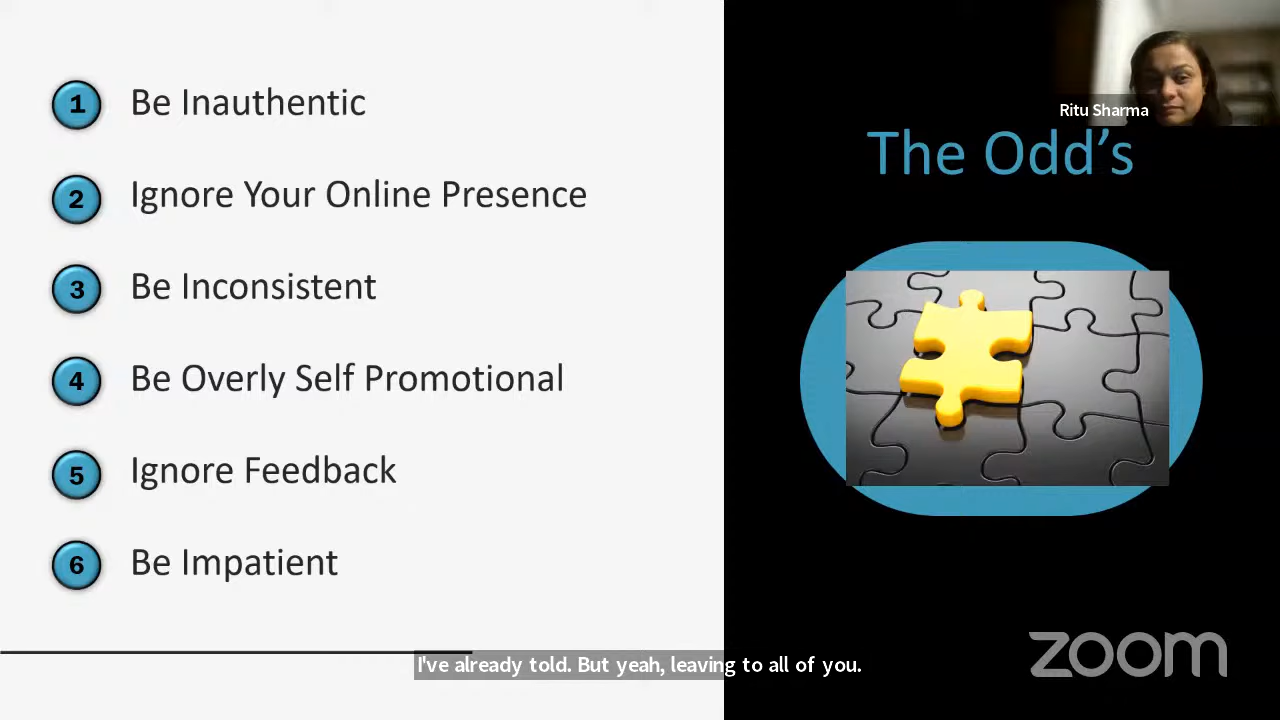 1 Be Inauthentic
2 Ignore Your Online Presence
3 Be Inconsistent
4 Be Overly Self Promotional
5 Ignore Feedback
6 Be Impatient
Ritu Sharma
The Odd’s
I've already told. But yeah, leaving to all of you.
zoom